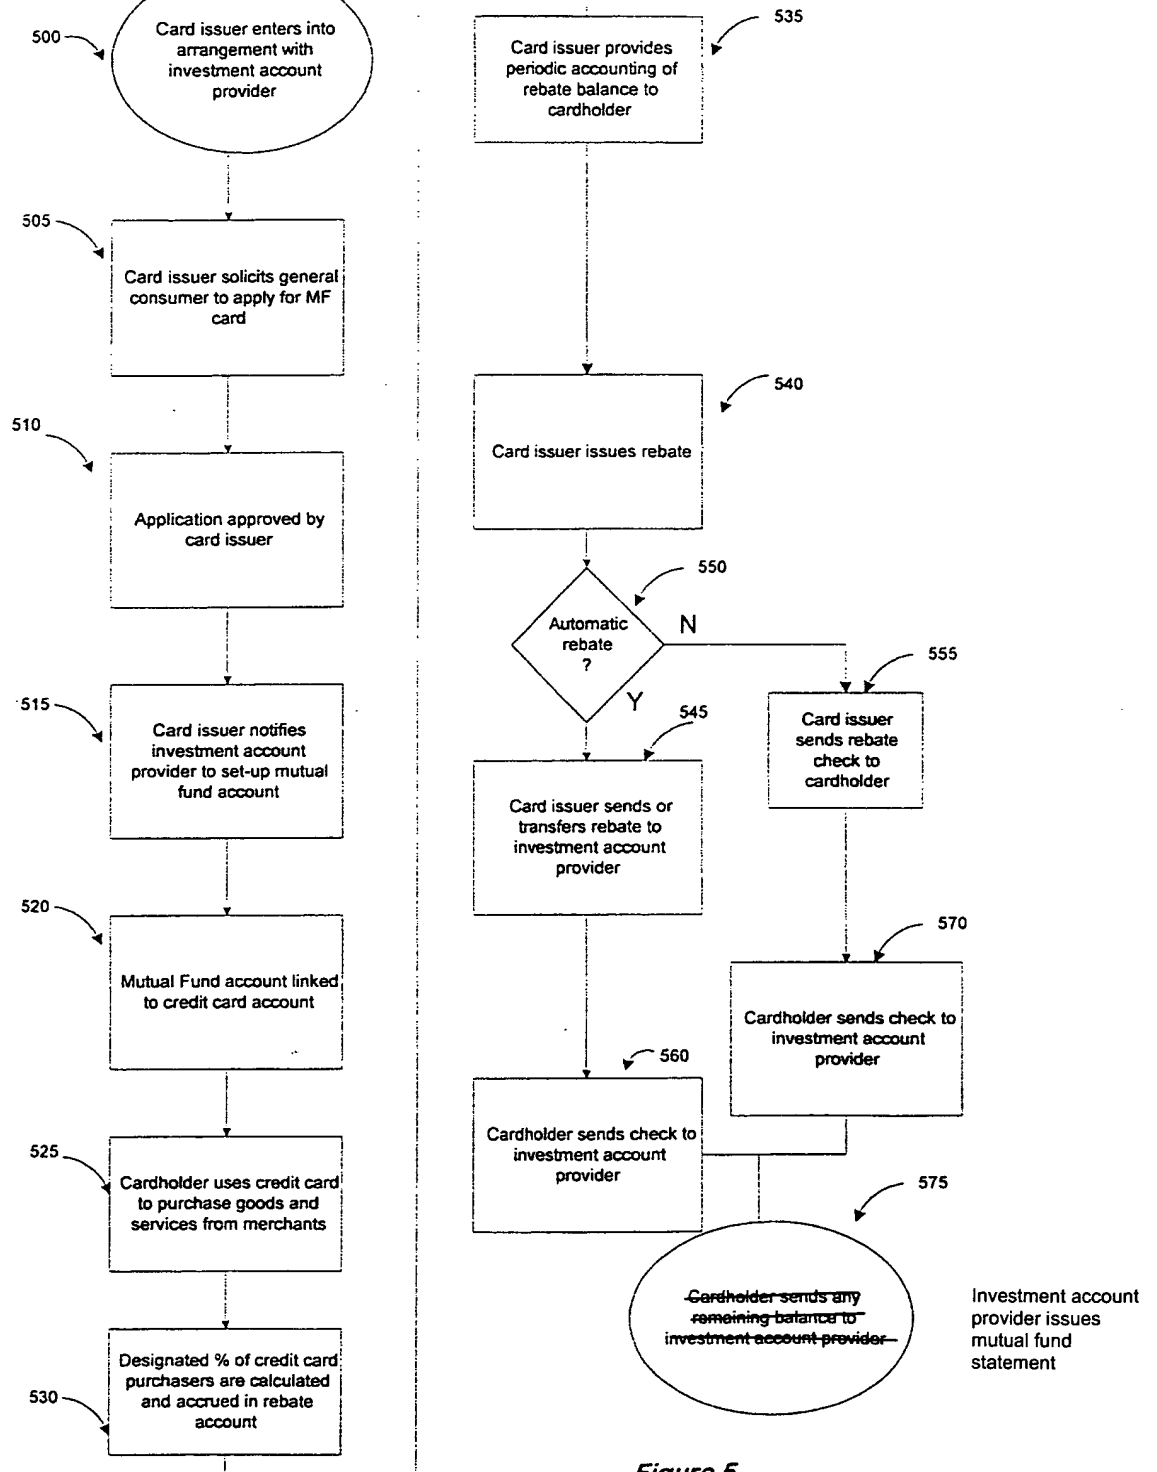 500
Card issuer enters into
arrangement with
investment account
provider
505
Card issuer solicits general
consumer to apply for MF
card
510
Application approved by
card issuer
515
Card issuer notifies
investment account
provider to set-up mutual
fund account
520
Mutual Fund account linked
to credit card account
525
Cardholder uses credit card
to purchase goods and
services from merchants
530
Designated % of credit card
purchasers are calculated
and accrued in rebate
account
535
Card issuer provides
periodic accounting of
rebate balance to
cardholder
540
Card issuer issues rebate
550
Automatic
rebate
?
N
Y
555
Card issuer
sends rebate
check to
cardholder
545
Card issuer sends or
transfers rebate to
investment account
provider
570
Cardholder sends check to
investment account
provider
560
Cardholder sends check to
investment account
provider
575
Cardholder sends any
remaining balance to
investment account provider
Investment account
provider issues
mutual fund
statement
Figure 5